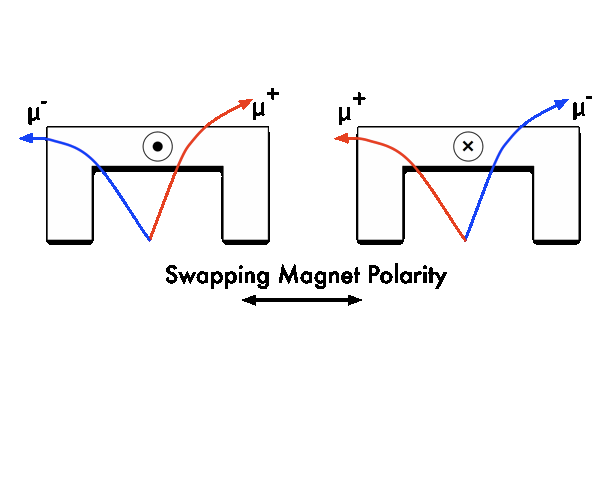 μ⁻ μ⁺ μ⁺ μ⁻
Swapping Magnet Polarity